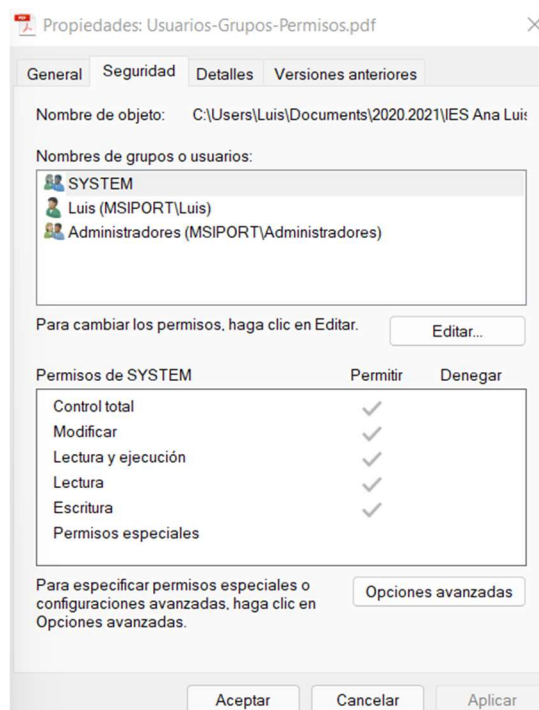 Propiedades: Usuarios-Grupos-Permisos.pdf
General Seguridad Detalles Versiones anteriores
Nombre de objeto: C:\Users\Luis\Documents\2020.2021\IES Ana Luis
Nombres de grupos o usuarios:
SYSTEM
Luis (MSIPORT\Luis)
Administradores (MSIPORT\Administradores)
Para cambiar los permisos, haga clic en Editar. Editar...
Permisos de SYSTEM Permitir Denegar
Control total
Modificar
Lectura y ejecución
Lectura
Escritura
Permisos especiales
Para especificar permisos especiales o
configuraciones avanzadas, haga clic en
Opciones avanzadas.
Opciones avanzadas
Aceptar Cancelar Aplicar